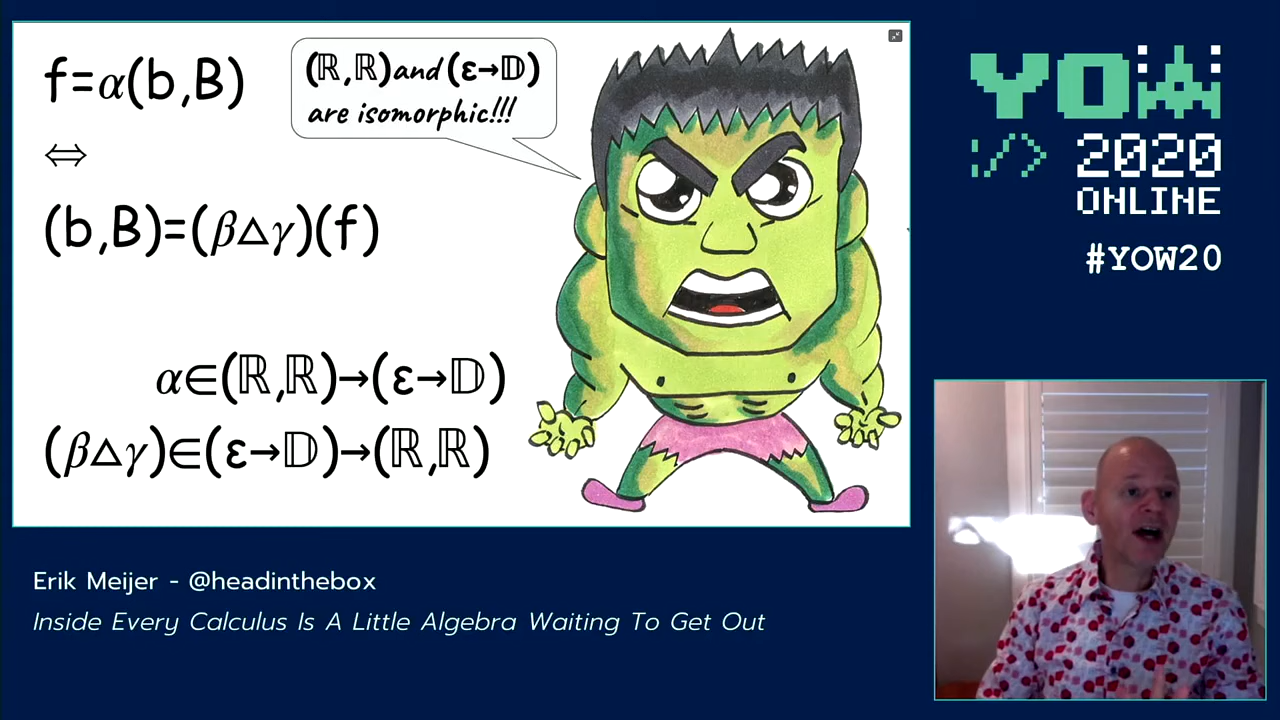 f=α(b,B)
⇔
(b,B)=(β△γ)(f)
(ℝ,ℝ)and(ε→𝔻)
are isomorphic!!!
α∈(ℝ,ℝ)→(ε→𝔻)
(β△γ)∈(ε→𝔻)→(ℝ,ℝ)
YOW
:/> 2020
ONLINE
#YOW20
Erik Meijer - @headinthebox
Inside Every Calculus Is A Little Algebra Waiting To Get Out